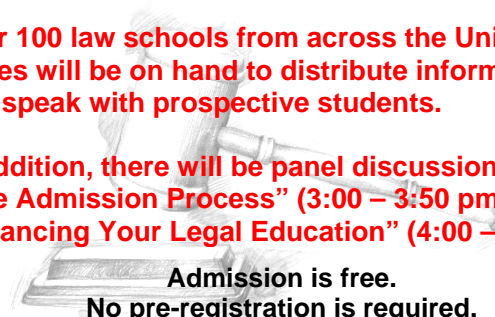 100 law schools from across the Uni
es will be on hand to distribute inform
speak with prospective students.
ddition, there will be panel discussion
e Admission Process” (3:00 – 3:50 pm
ancing Your Legal Education” (4:00 –
Admission is free.
No pre-registration is required.